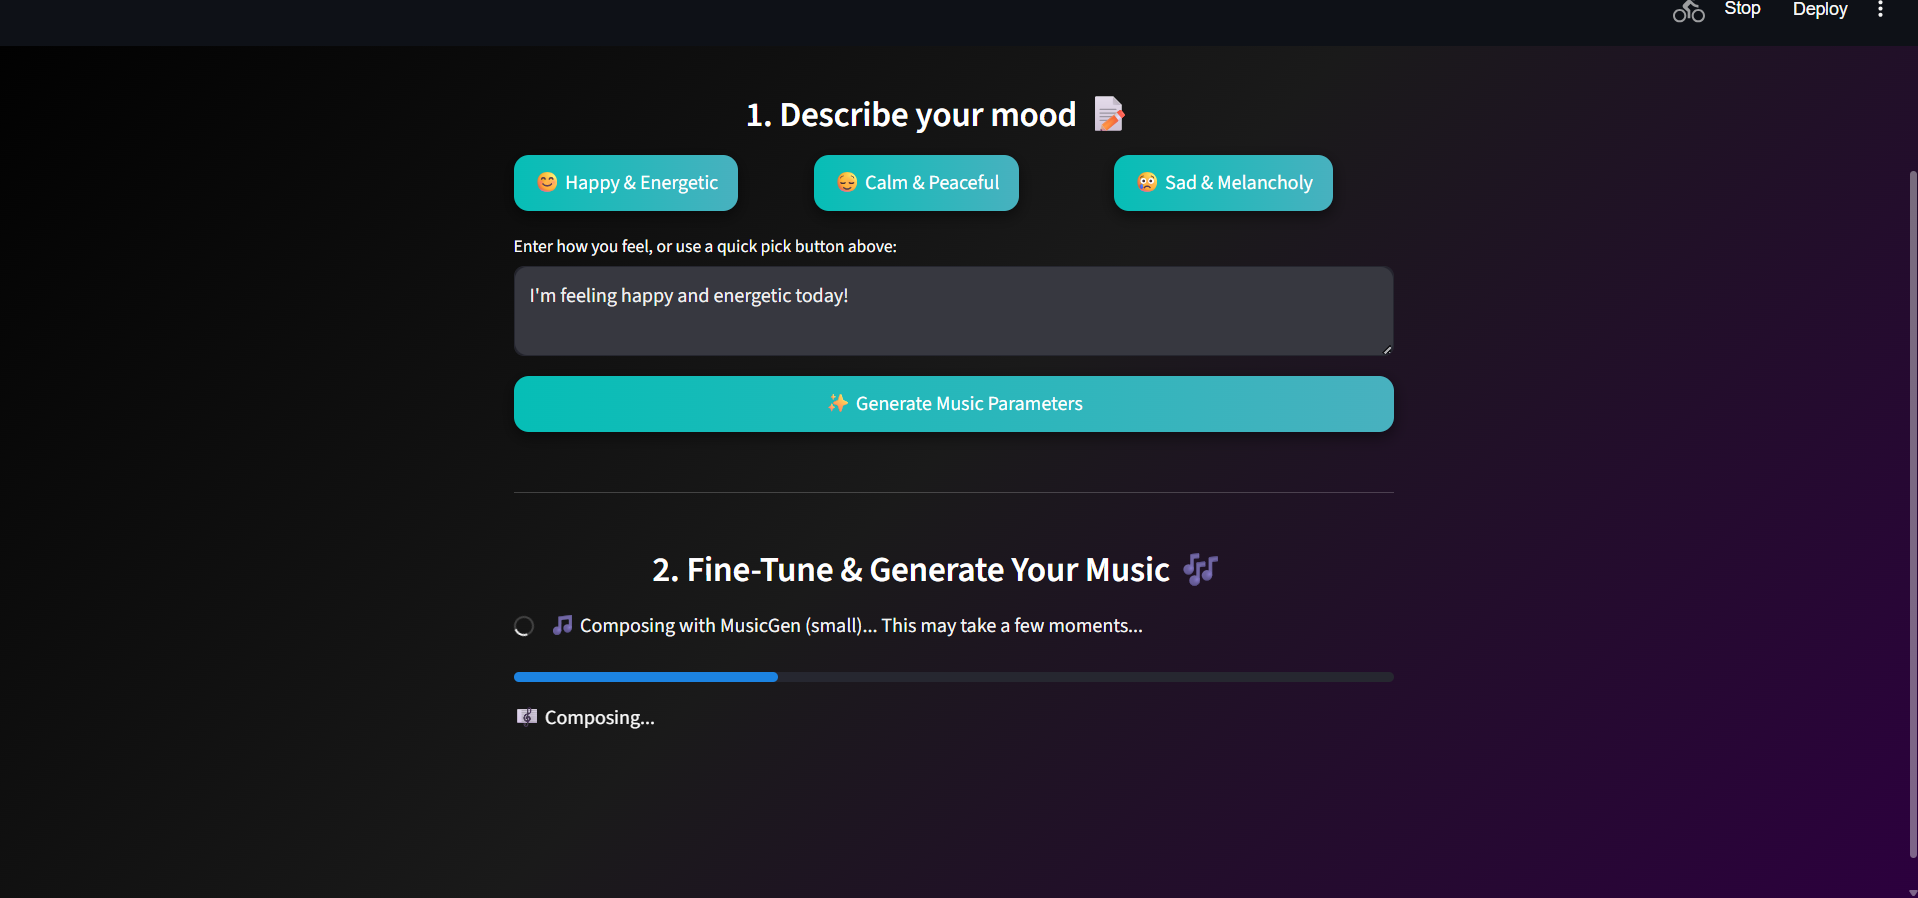 Stop Deploy
1. Describe your mood 📝
😊 Happy & Energetic
😌 Calm & Peaceful
😢 Sad & Melancholy
Enter how you feel, or use a quick pick button above:
I'm feeling happy and energetic today!
✨ Generate Music Parameters
2. Fine-Tune & Generate Your Music 🎶
🎵 Composing with MusicGen (small)... This may take a few moments...
🎼 Composing...